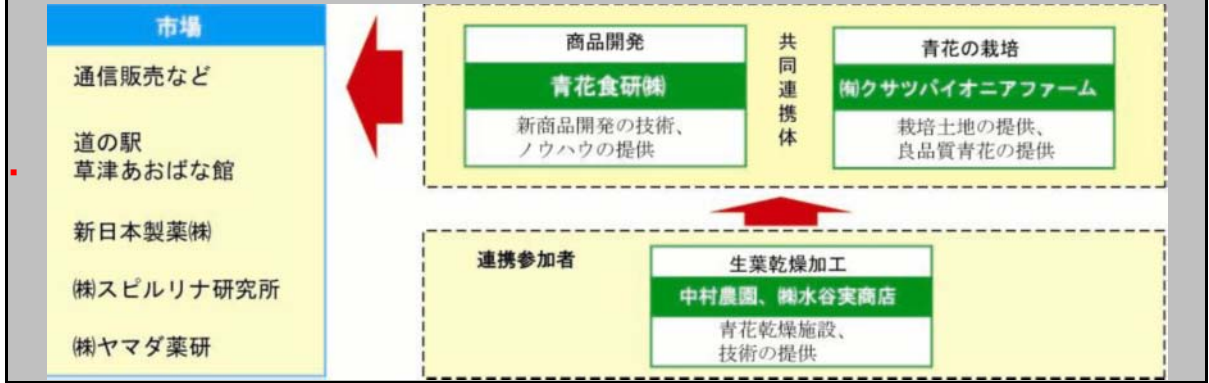 市場
通信販売など
道の駅
草津あおばな館
新日本製薬㈱
㈱スピルリナ研究所
㈱ヤマダ薬研
商品開発
青花食研㈱
新商品開発の技術、
ノウハウの提供
共同連携体
青花の栽培
㈲クサツパイオニアファーム
栽培土地の提供、
良品質青花の提供
連携参加者
生葉乾燥加工
中村農園、㈱水谷実商店
青花乾燥施設、
技術の提供